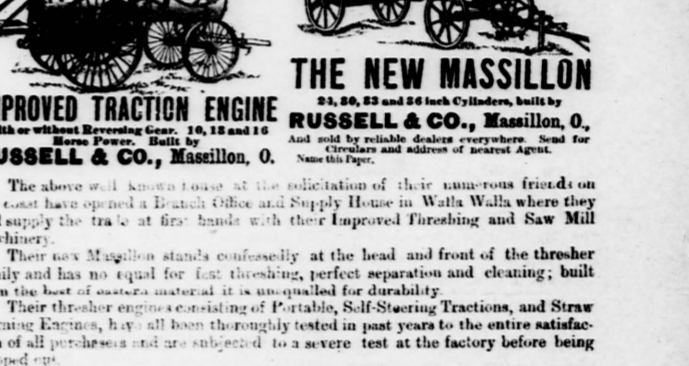 THE NEW MASSILLON
24, 30, 33 and 36 inch Cylinders, built by
RUSSELL & CO., Massillon, O.,
And sold by reliable dealers everywhere. Send for
Circulars and address of nearest Agent.
Name this Paper.
PROVED TRACTION ENGINE
ith or without Reversing Gear. 10, 13 and 16
Horse Power. Built by
USSELL & CO., Massillon, O.
The above well known house at the solicitation of their numerous friends on
coast have opened a Branch Office and Supply House in Walla Walla where they
supply the trade at first hands with their Improved Threshing and Saw Mill
chinery.
Their new Massillon stands confessedly at the head and front of the thresher
ily and has no equal for fast threshing, perfect separation and cleaning; built
m the best of eastern material it is unequalled for durability.
Their thresher engines consisting of Portable, Self-Steering Tractions, and Straw
rning Engines, have all been thoroughly tested in past years to the entire satisfac-
n of all purchasers and are subjected to a severe test at the factory before being
ped out.